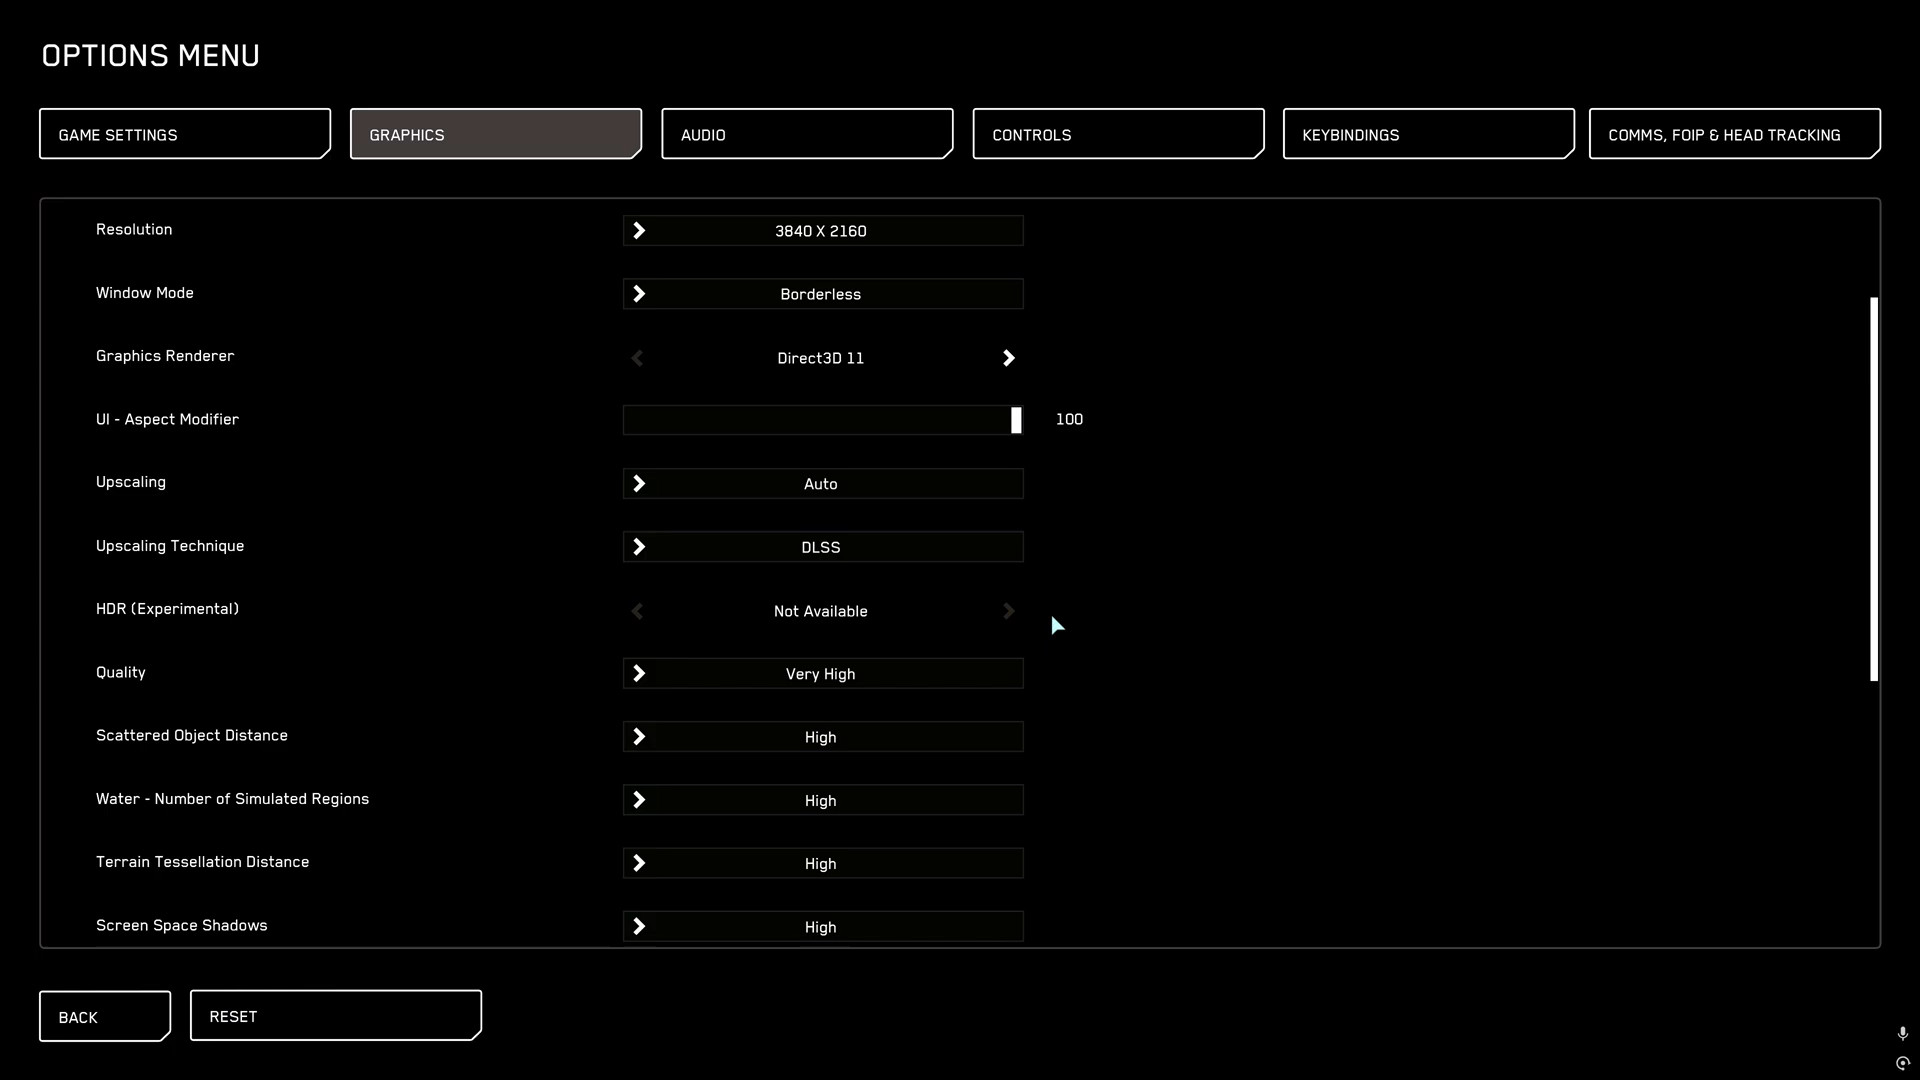 OPTIONS MENU
GAME SETTINGS
GRAPHICS
AUDIO
CONTROLS
KEYBINDINGS
COMMS, FOIP & HEAD TRACKING
Resolution
3840 X 2160
Window Mode
Borderless
Graphics Renderer
Direct3D 11
UI - Aspect Modifier
100
Upscaling
Auto
Upscaling Technique
DLSS
HDR (Experimental)
Not Available
Quality
Very High
Scattered Object Distance
High
Water - Number of Simulated Regions
High
Terrain Tessellation Distance
High
Screen Space Shadows
High
BACK
RESET